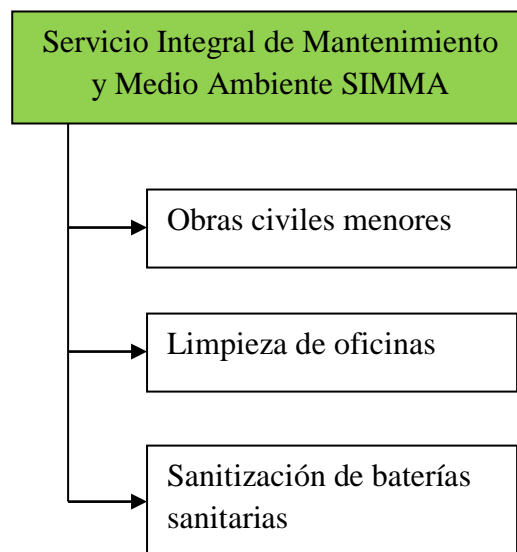 Servicio Integral de Mantenimiento
y Medio Ambiente SIMMA
Obras civiles menores
Limpieza de oficinas
Sanitización de baterías
sanitarias